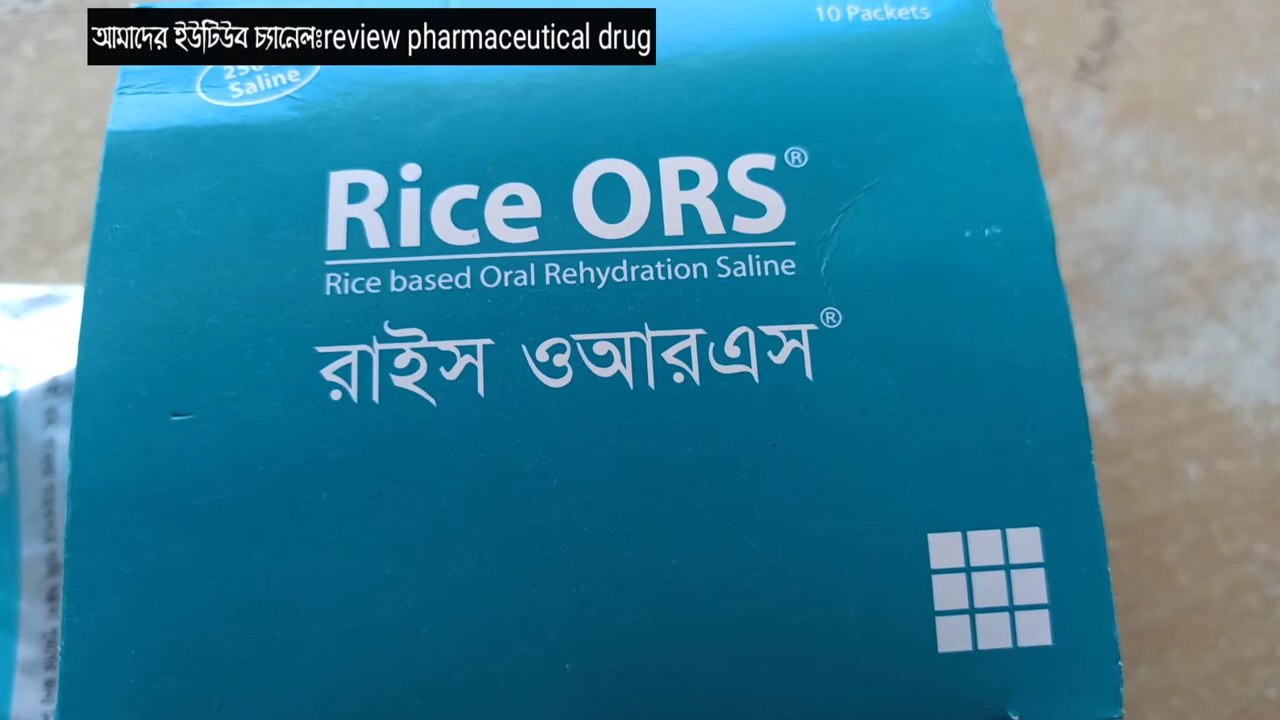 আমাদের ইউটিউব চ্যানেলঃreview pharmaceutical drug
10 Packets
Saline
Rice ORS®
Rice based Oral Rehydration Saline
রাইস ওআরএস®